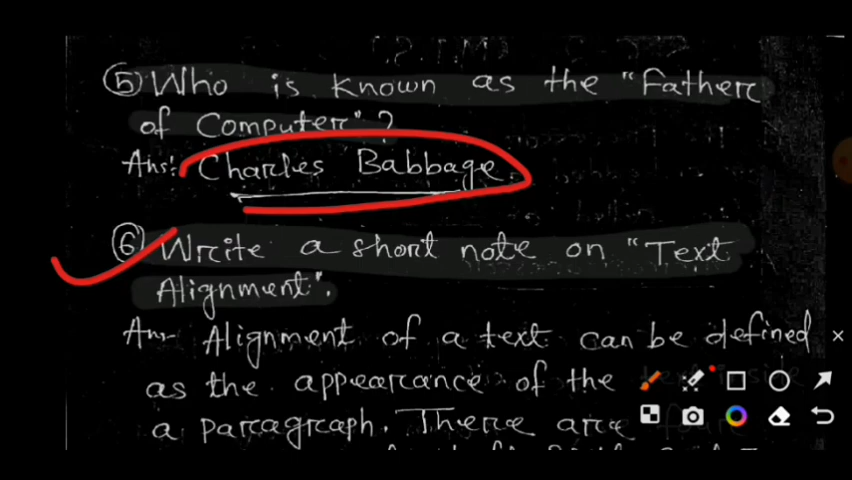 ⑤ Who is known as the "Father
of Computer"?
Ans: Charles Babbage.
⑥ Write a short note on "Text
Alignment".
Ans- Alignment of a text can be defined
as the appearance of the
a paragraph. There are